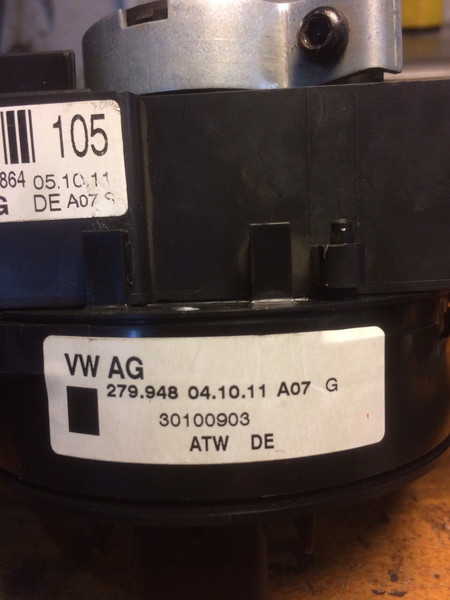 105
864 05.10.11
G DE A07 S
VW AG
279.948 04.10.11 A07 G
30100903
ATW DE